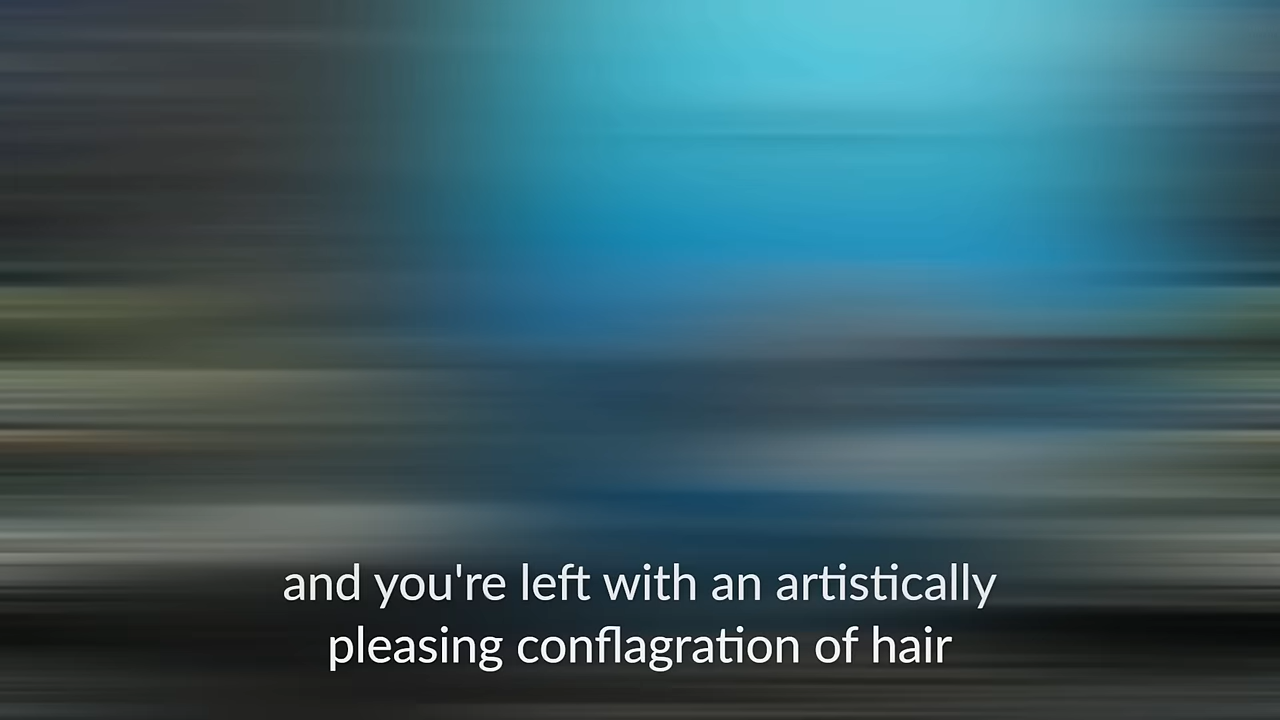 and you're left with an artistically
pleasing conflagration of hair